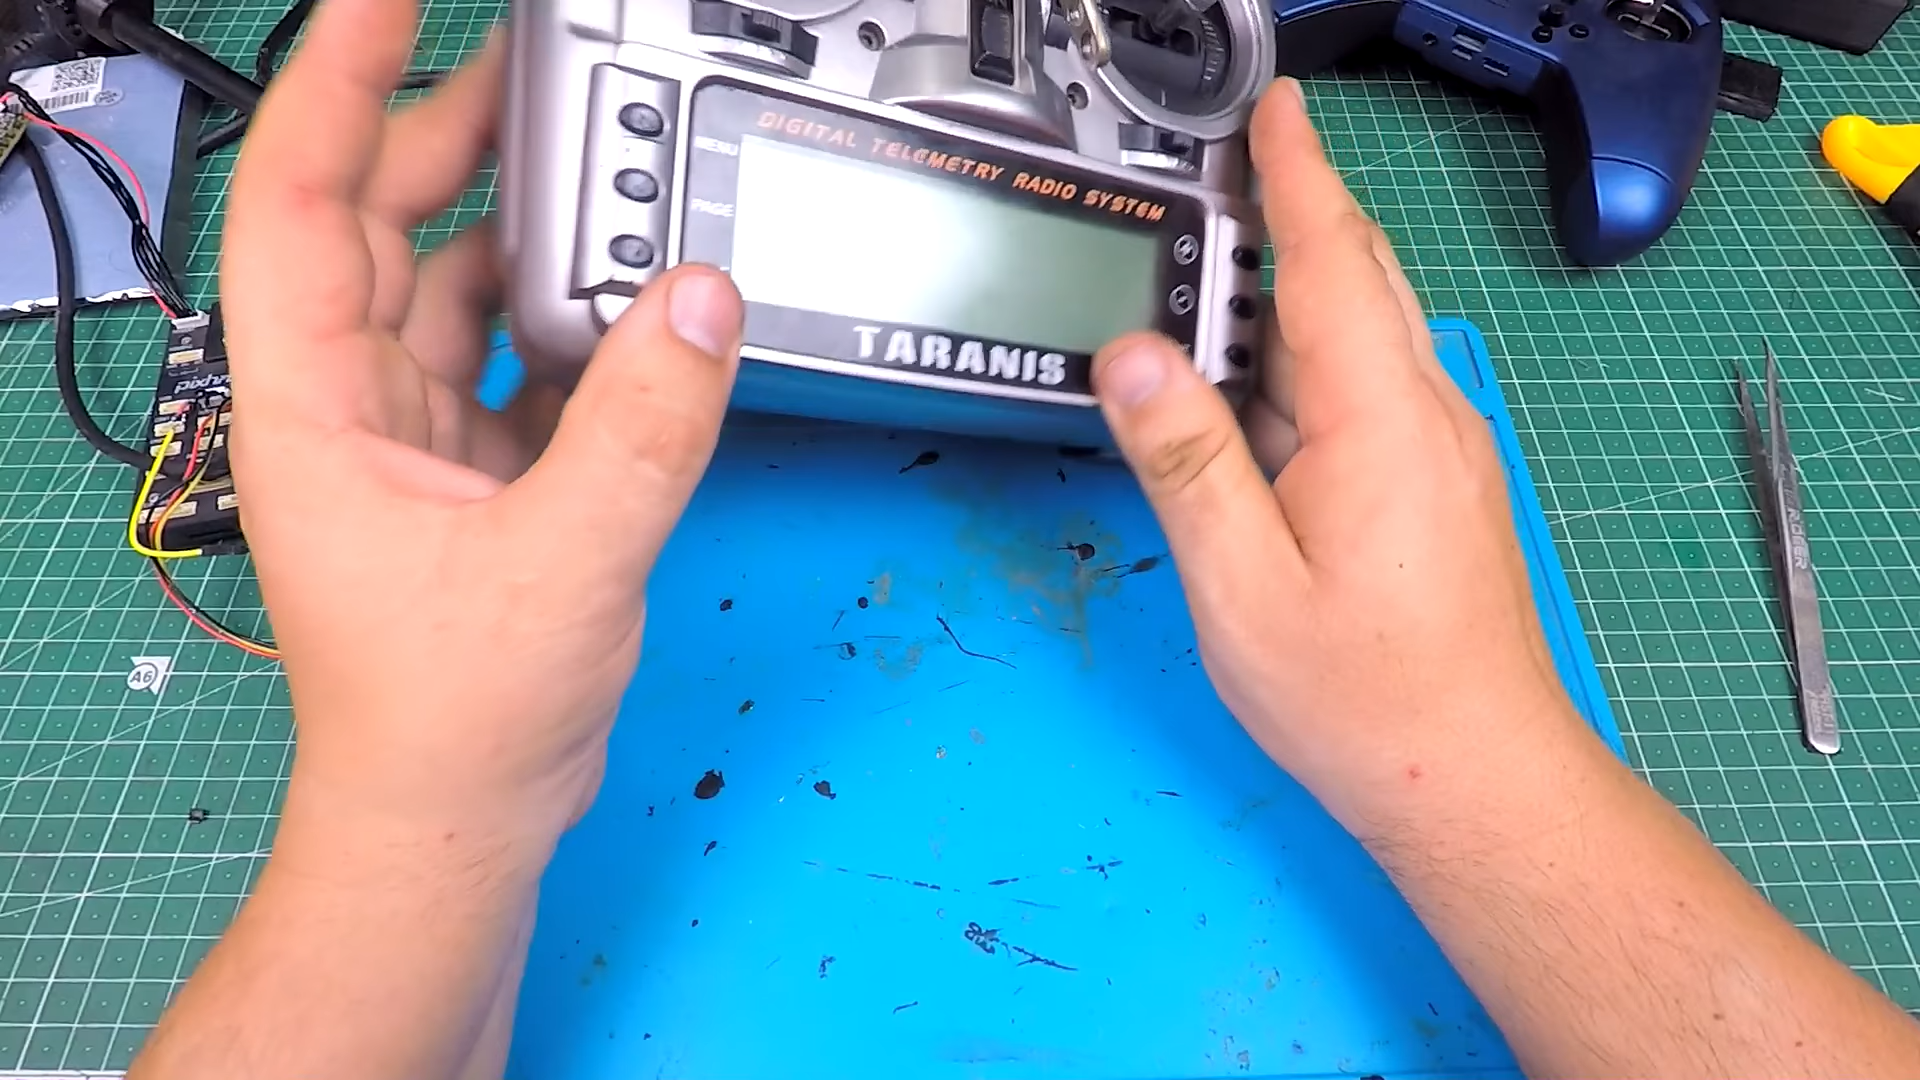 DIGITAL TELEMETRY RADIO SYSTEM
MENU
PAGE
TARANIS
A6